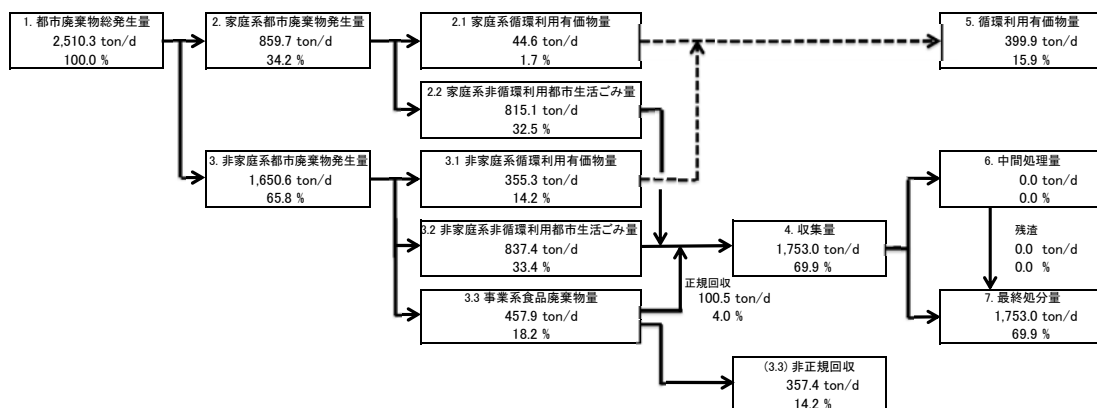 1. 都市廃棄物総発生量
2,510.3 ton/d
100.0 %
2. 家庭系都市廃棄物発生量
859.7 ton/d
34.2 %
2.1 家庭系循環利用有価物量
44.6 ton/d
1.7 %
5. 循環利用有価物量
399.9 ton/d
15.9 %
2.2 家庭系非循環利用都市生活ごみ量
815.1 ton/d
32.5 %
3. 非家庭系都市廃棄物発生量
1,650.6 ton/d
65.8 %
3.1 非家庭系循環利用有価物量
355.3 ton/d
14.2 %
6. 中間処理量
0.0 ton/d
0.0 %
3.2 非家庭系非循環利用都市生活ごみ量
837.4 ton/d
33.4 %
4. 収集量
1,753.0 ton/d
69.9 %
残渣
0.0 ton/d
0.0 %
3.3 事業系食品廃棄物量
457.9 ton/d
18.2 %
正規回収
100.5 ton/d
4.0 %
7. 最終処分量
1,753.0 ton/d
69.9 %
(3.3) 非正規回収
357.4 ton/d
14.2 %